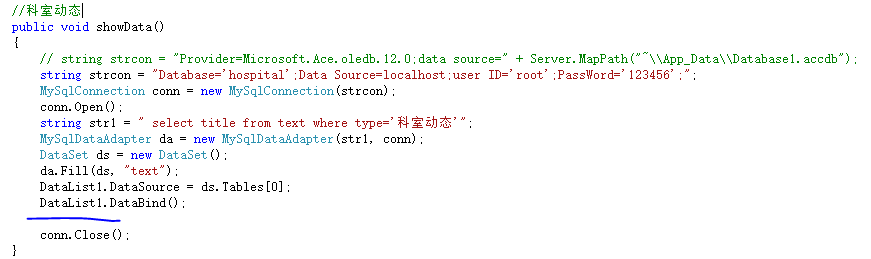 //科室动态
public void showData()
{
// string strcon = "Provider=Microsoft.Ace.oledb.12.0;data source=" + Server.MapPath("~\\App_Data\\Database1.accdb");
string strcon = "Database='hospital';Data Source=localhost;user ID='root';PassWord='123456';";
MySqlConnection conn = new MySqlConnection(strcon);
conn.Open();
string str1 = " select title from text where type='科室动态'";
MySqlDataAdapter da = new MySqlDataAdapter(str1, conn);
DataSet ds = new DataSet();
da.Fill(ds, "text");
DataList1.DataSource = ds.Tables[0];
DataList1.DataBind();
conn.Close();
}